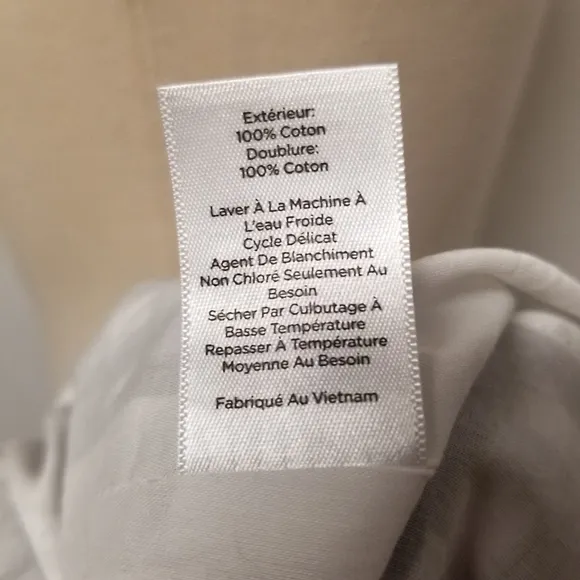 Extérieur:
100% Coton
Doublure:
100% Coton
Laver À La Machine À
L'eau Froide
Cycle Délicat
Agent De Blanchiment
Non Chloré Seulement Au
Besoin
Sécher Par Culbutage À
Basse Température
Repasser À Température
Moyenne Au Besoin
Fabriqué Au Vietnam